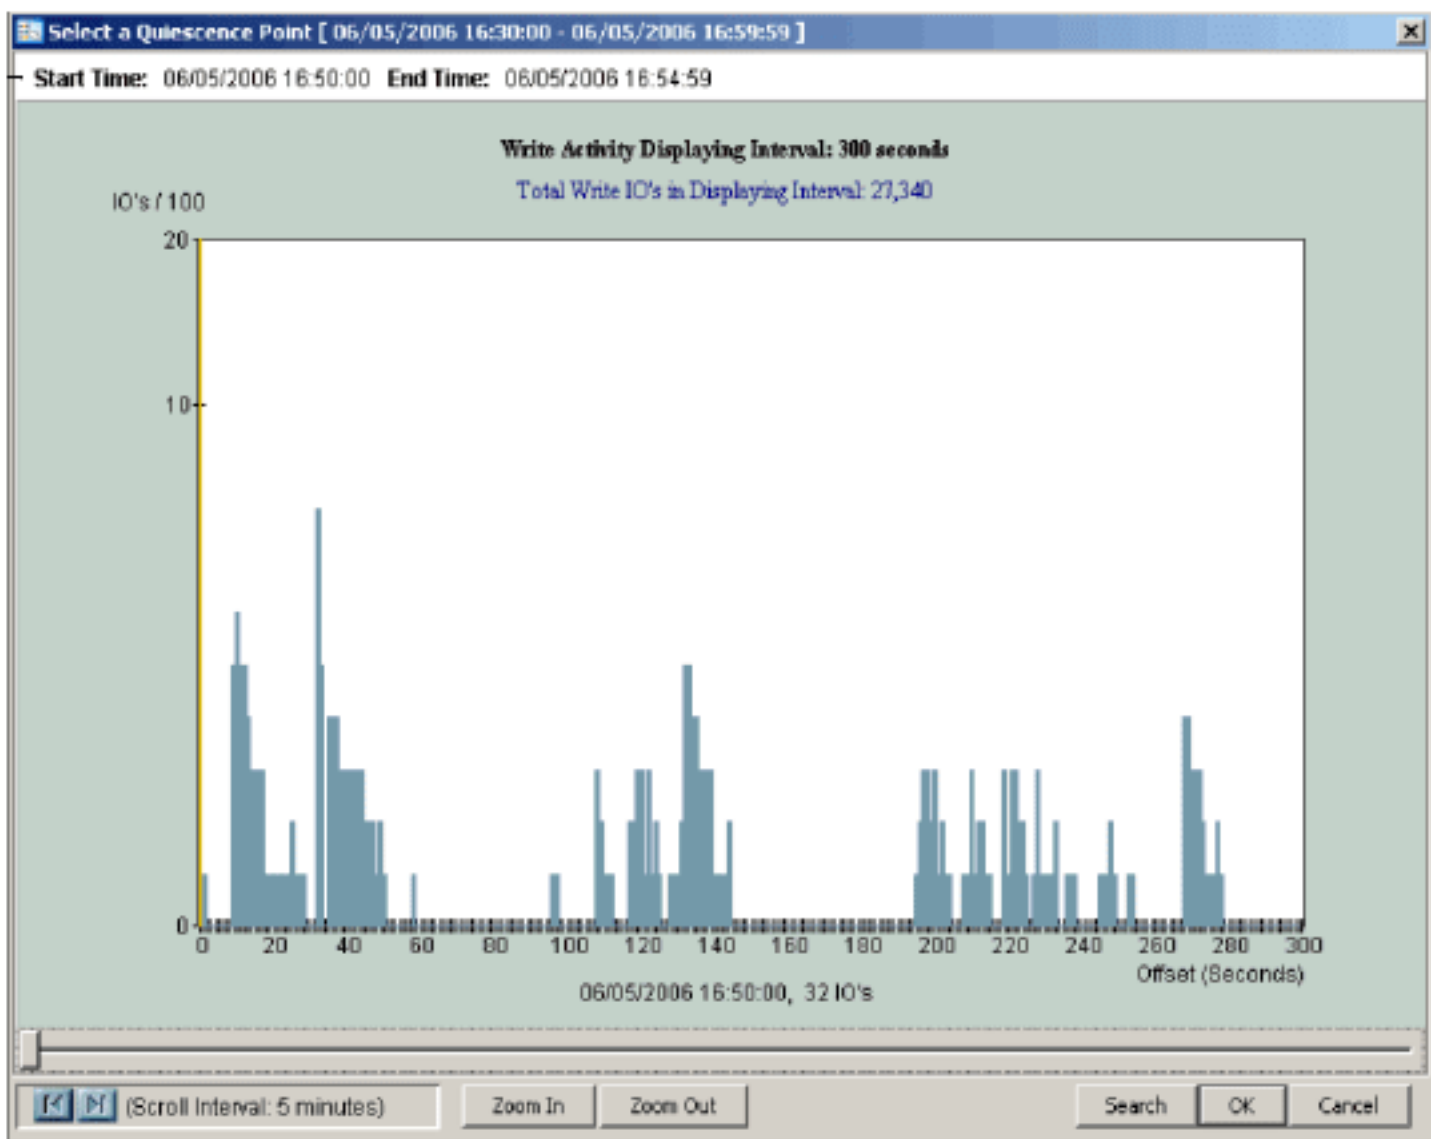 Select a Quiescence Point [ 06/05/2006 16:30:00 - 06/05/2006 16:59:59 ]
Start Time: 06/05/2006 16:50:00 End Time: 06/05/2006 16:54:59
Write Activity Displaying Interval: 300 seconds
Total Write IO's in Displaying Interval: 27,340
IO's / 100
20
10
0
0 20 40 60 80 100 120 140 160 180 200 220 240 260 280 300
Offset (Seconds)
06/05/2006 16:50:00, 32 IO's
(Scroll Interval: 5 minutes) Zoom In Zoom Out Search OK Cancel